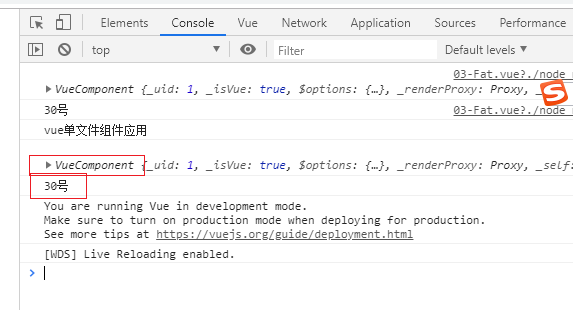 Elements Console Vue Network Application Sources Performance
top Filter Default levels ▼
03-Fat.vue?./node
VueComponent {_uid: 1, _isVue: true, $options: {…}, _renderProxy: Proxy,
30号 03-Fat.vue?./node
vue单文件组件应用
VueComponent {_uid: 1, _isVue: true, $options: {…}, _renderProxy: Proxy, _self:
30号
You are running Vue in development mode.
Make sure to turn on production mode when deploying for production.
See more tips at https://vuejs.org/guide/deployment.html
[WDS] Live Reloading enabled.
>